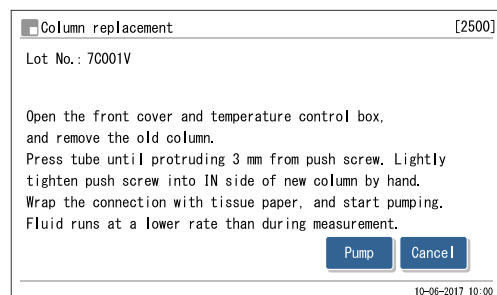 Column replacement [2500]
Lot No.: 7C001V
Open the front cover and temperature control box,
and remove the old column.
Press tube until protruding 3 mm from push screw. Lightly
tighten push screw into IN side of new column by hand.
Wrap the connection with tissue paper, and start pumping.
Fluid runs at a lower rate than during measurement.
Pump Cancel
10-06-2017 10:00